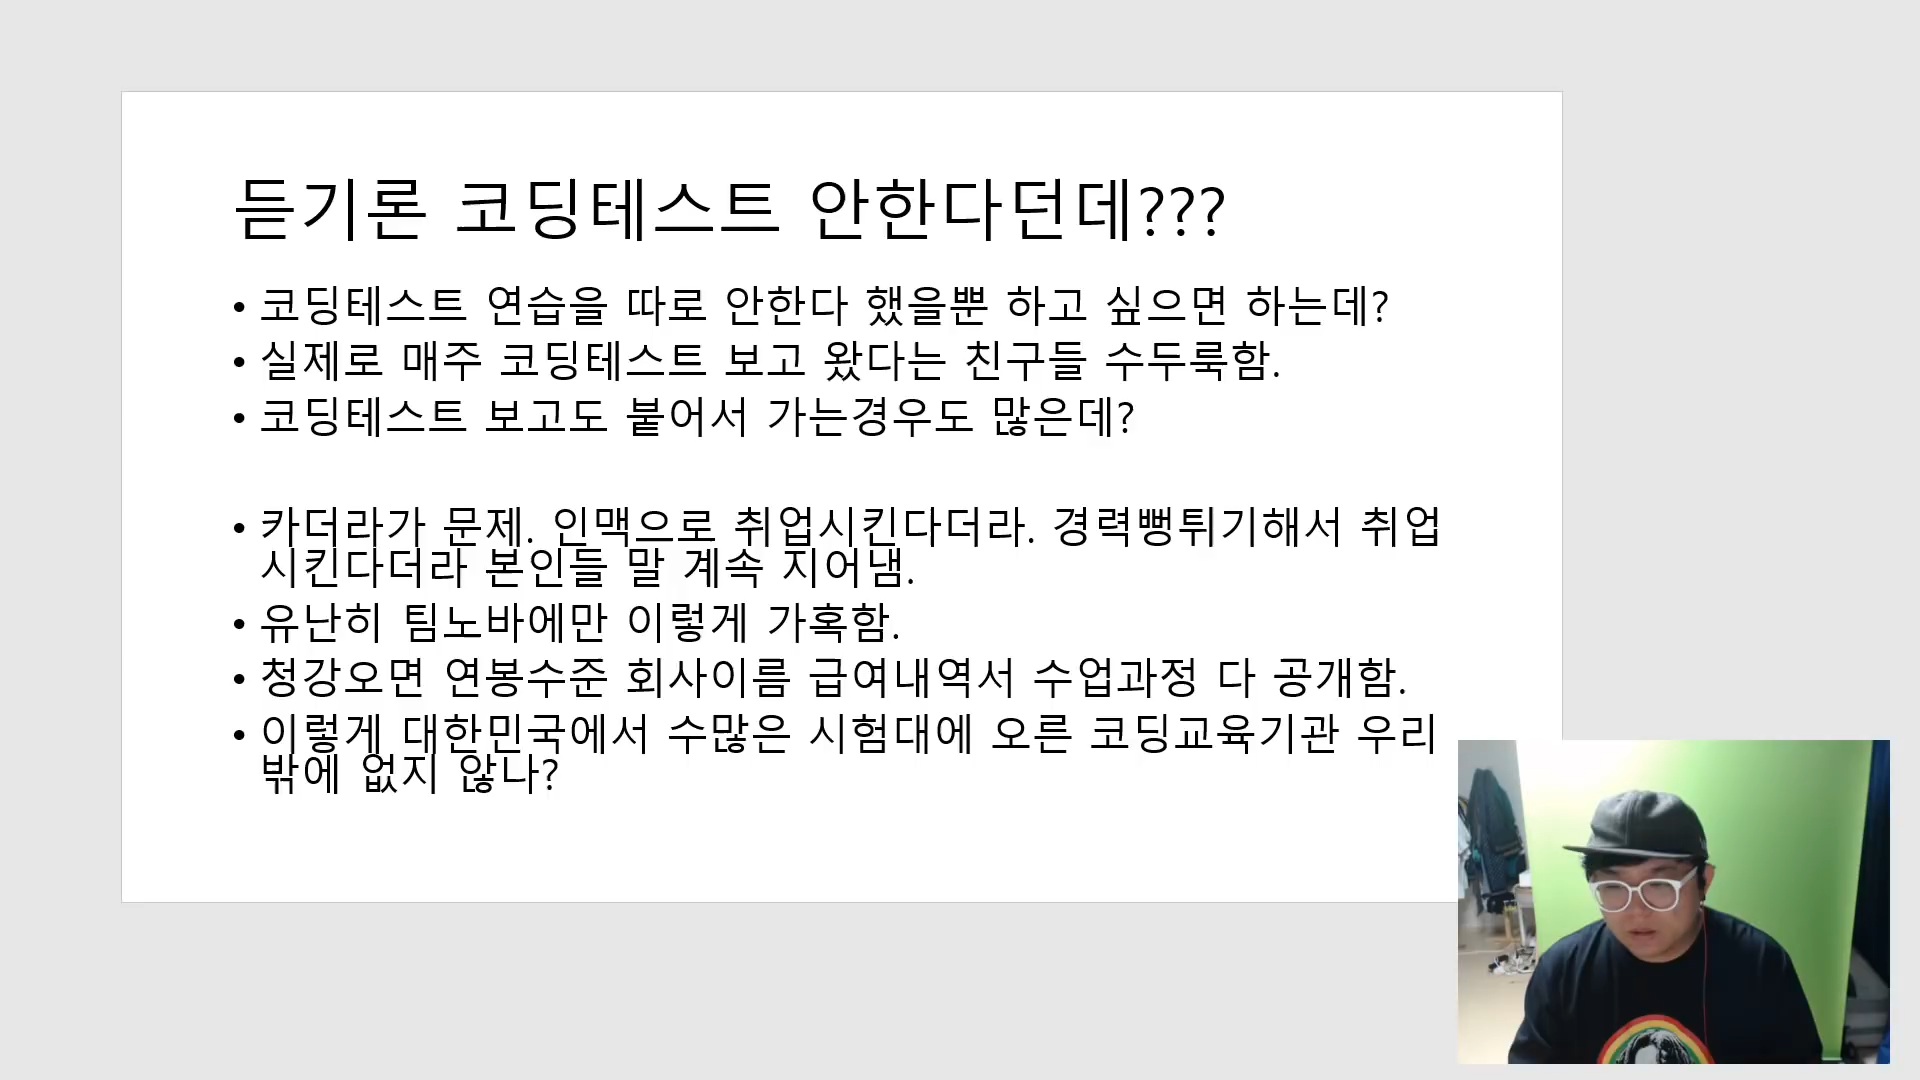 듣기론 코딩테스트 안한다던데???
• 코딩테스트 연습을 따로 안한다 했을뿐 하고 싶으면 하는데?
• 실제로 매주 코딩테스트 보고 왔다는 친구들 수두룩함.
• 코딩테스트 보고도 붙어서 가는경우도 많은데?
• 카더라가 문제. 인맥으로 취업시킨다더라. 경력뻥튀기해서 취업
시킨다더라 본인들 말 계속 지어냄.
• 유난히 팀노바에만 이렇게 가혹함.
• 청강오면 연봉수준 회사이름 급여내역서 수업과정 다 공개함.
• 이렇게 대한민국에서 수많은 시험대에 오른 코딩교육기관 우리
밖에 없지 않나?